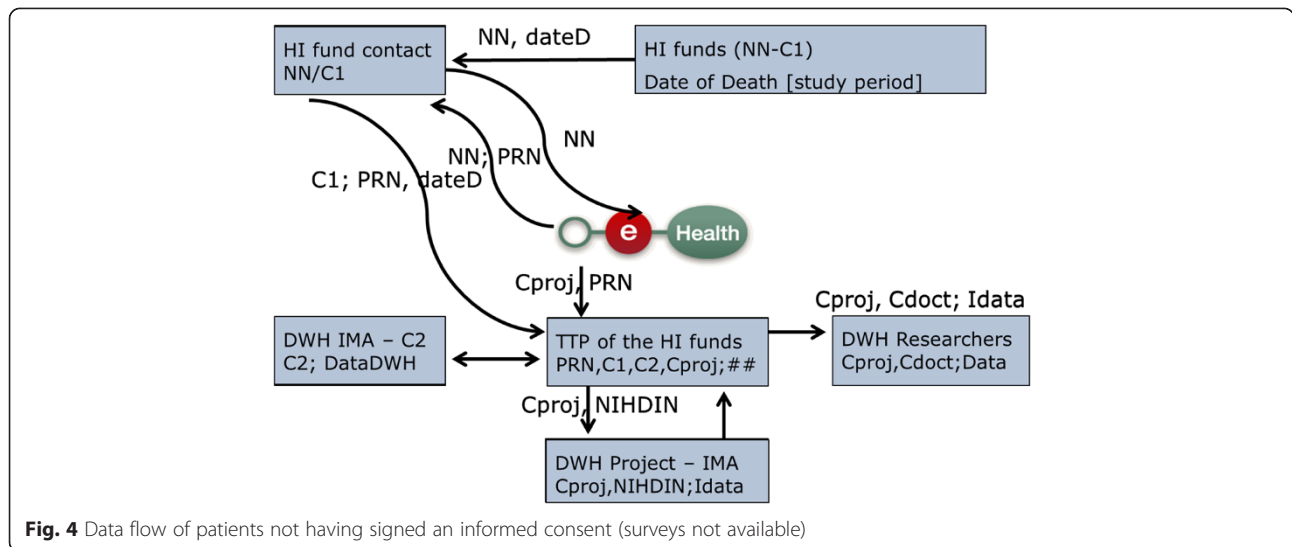 HI fund contact
NN/C1
NN, dateD
HI funds (NN-C1)
Date of Death [study period]
NN
NN; PRN
C1; PRN, dateD
e Health
Cproj, PRN
Cproj, Cdoct; Idata
DWH IMA – C2
C2; DataDWH
TTP of the HI funds
PRN,C1,C2,Cproj;##
DWH Researchers
Cproj,Cdoct;Data
Cproj, NIHDIN
DWH Project – IMA
Cproj,NIHDIN;Idata
Fig. 4 Data flow of patients not having signed an informed consent (surveys not available)